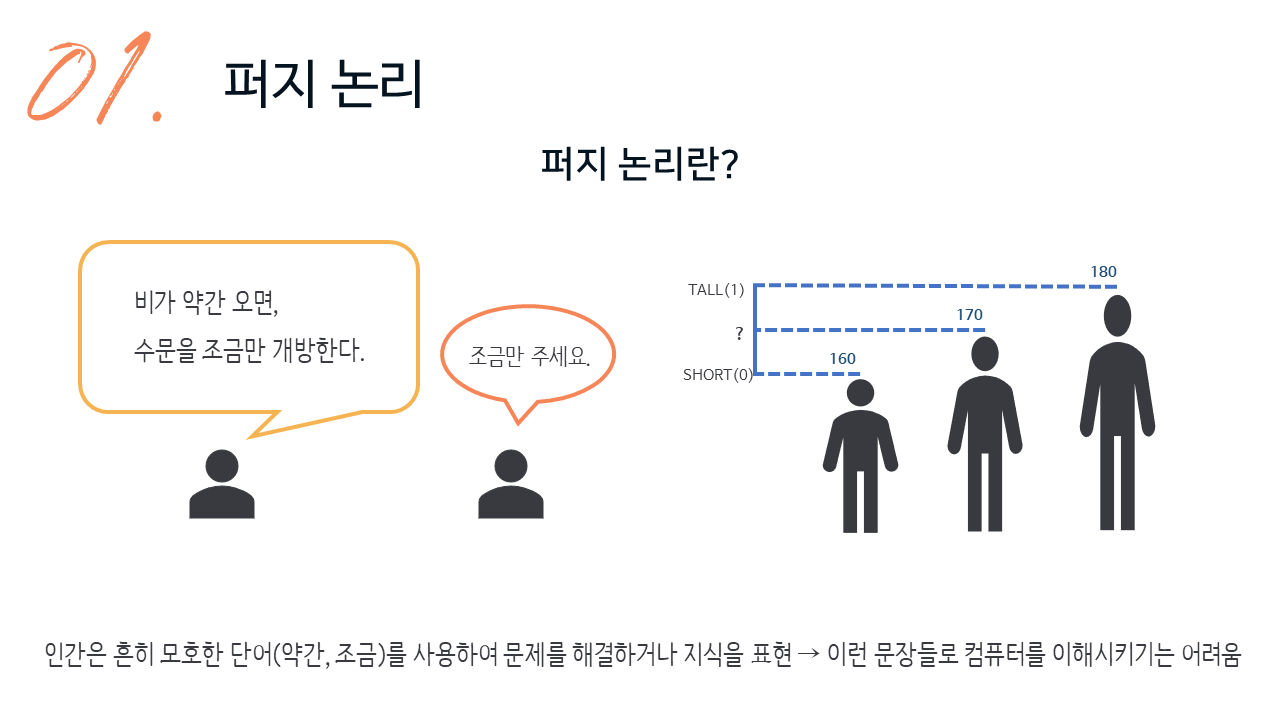 01.
퍼지 논리
퍼지 논리란?
비가 약간 오면,
수문을 조금만 개방한다.
조금만 주세요.
180
TALL(1)
170
?
160
SHORT(0)
인간은 흔히 모호한 단어(약간, 조금)를 사용하여 문제를 해결하거나 지식을 표현 → 이런 문장들로 컴퓨터를 이해시키기는 어려움